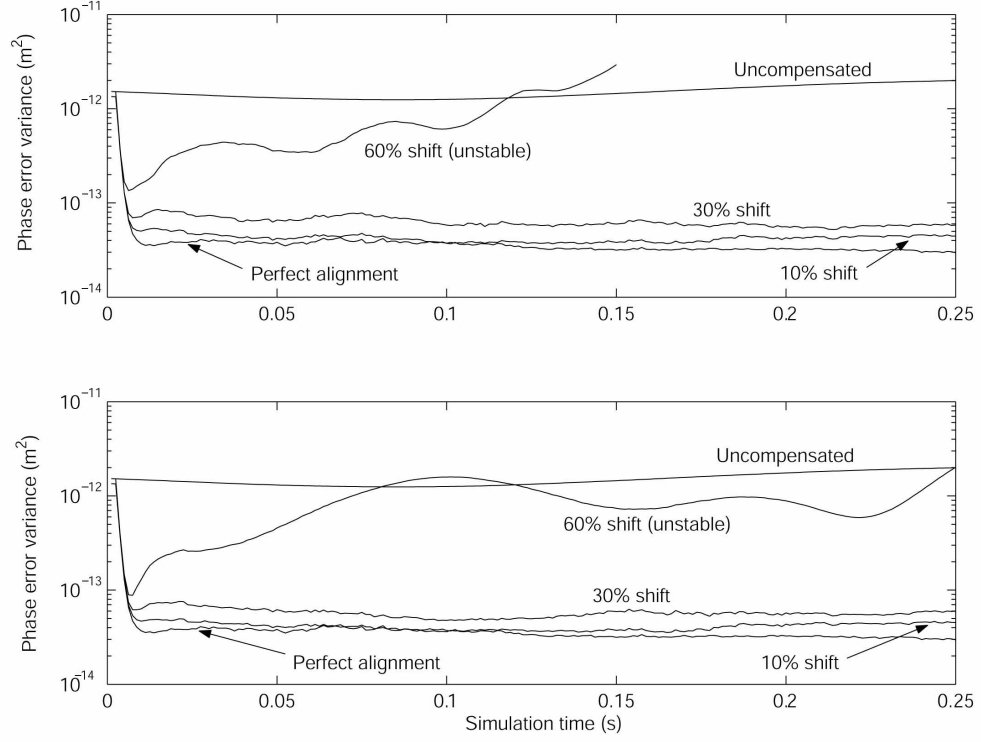 10⁻¹¹
10⁻¹²
10⁻¹³
10⁻¹⁴
Phase error variance (m²)
Uncompensated
60% shift (unstable)
30% shift
Perfect alignment
10% shift
0 0.05 0.1 0.15 0.2 0.25
10⁻¹¹
10⁻¹²
10⁻¹³
10⁻¹⁴
Phase error variance (m²)
Uncompensated
60% shift (unstable)
30% shift
Perfect alignment
10% shift
0 0.05 0.1 0.15 0.2 0.25
Simulation time (s)